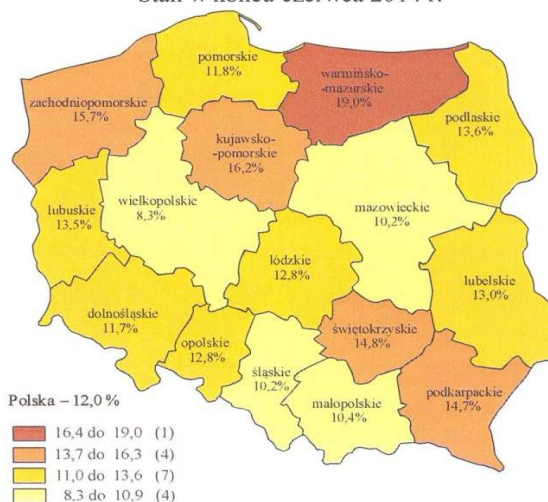 Stan w końcu czerwca 2014 r.
pomorskie
11,8%
warmińsko-
-mazurskie
19,0%
zachodniopomorskie
15,7%
podlaskie
13,6%
kujawsko-
-pomorskie
16,2%
wielkopolskie
8,3%
mazowieckie
10,2%
lubuskie
13,5%
łódzkie
12,8%
lubelskie
13,0%
dolnośląskie
11,7%
opolskie
12,8%
świętokrzyskie
14,8%
śląskie
10,2%
małopolskie
10,4%
podkarpackie
14,7%
Polska – 12,0 %
16,4 do 19,0 (1)
13,7 do 16,3 (4)
11,0 do 13,6 (7)
8,3 do 10,9 (4)